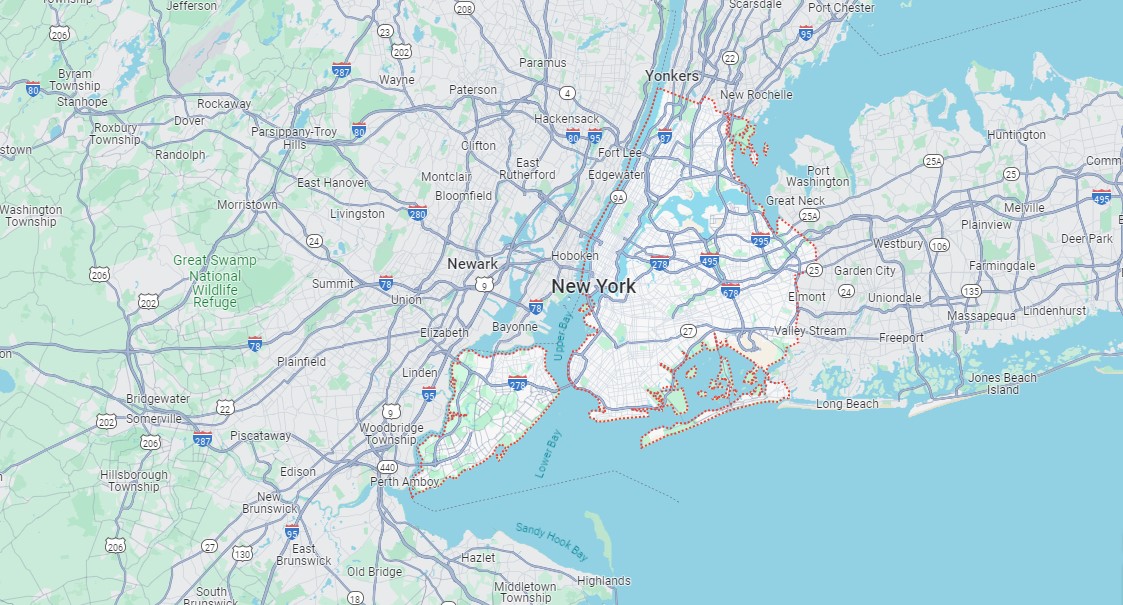 Township
Jefferson
208
Scarsdale
Port Chester
206
23
202
95
287
Paramus
22
Byram
Township
80
Stanhope
Wayne
Yonkers
Rockaway
Paterson
4
New Rochelle
Dover
Hackensack
Roxbury
Township
Parsippany-Troy
Hills
80
80
95
87
Huntington
Clifton
Fort Lee
stown
Randolph
East
Rutherford
Edgewater
25A
Comm
Montclair
Port
Washington
25
East Hanover
Bloomfield
9A
495
Morristown
Livingston
280
Great Neck
25A
Melville
Washington
Township
Plainview
24
295
Westbury
106
Deer Park
Great Swamp
National
Wildlife
Refuge
Newark
Hoboken
278
495
Farmingdale
206
25
Garden City
Summit
78
9
New York
678
24
135
202
Union
78
Elmont
Uniondale
Massapequa
Lindenhurst
Elizabeth
Bayonne
Upper Bay
27
Valley Stream
Freeport
78
on
Plainfield
Linden
278
Jones Beach
Island
95
Bridgewater
22
9
Long Beach
202
Somerville
Woodbridge
Township
206
287
Piscataway
Lower Bay
440
Hillsborough
Township
Edison
Perth Amboy
New
Brunswick
95
Sandy Hook Bay
206
27
130
East
Brunswick
Hazlet
Old Bridge
Highlands
South
Brunswick
18
Middletown
Township